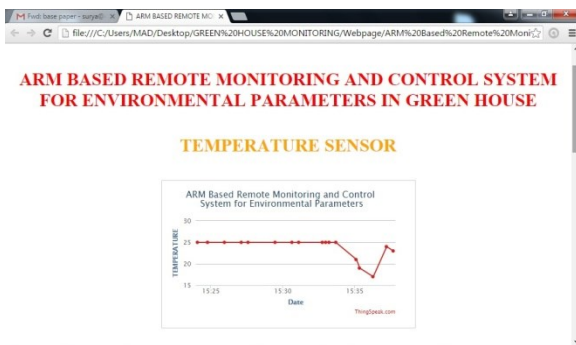 Fwd: base paper - surya@
ARM BASED REMOTE MO
file:///C:/Users/MAD/Desktop/GREEN%20HOUSE%20MONITORING/Webpage/ARM%20Based%20Remote%20Moni
ARM BASED REMOTE MONITORING AND CONTROL SYSTEM
FOR ENVIRONMENTAL PARAMETERS IN GREEN HOUSE
TEMPERATURE SENSOR
ARM Based Remote Monitoring and Control
System for Environmental Parameters
TEMPERATURE
30
25
20
15
15:25 15:30 15:35
Date
ThingSpeak.com